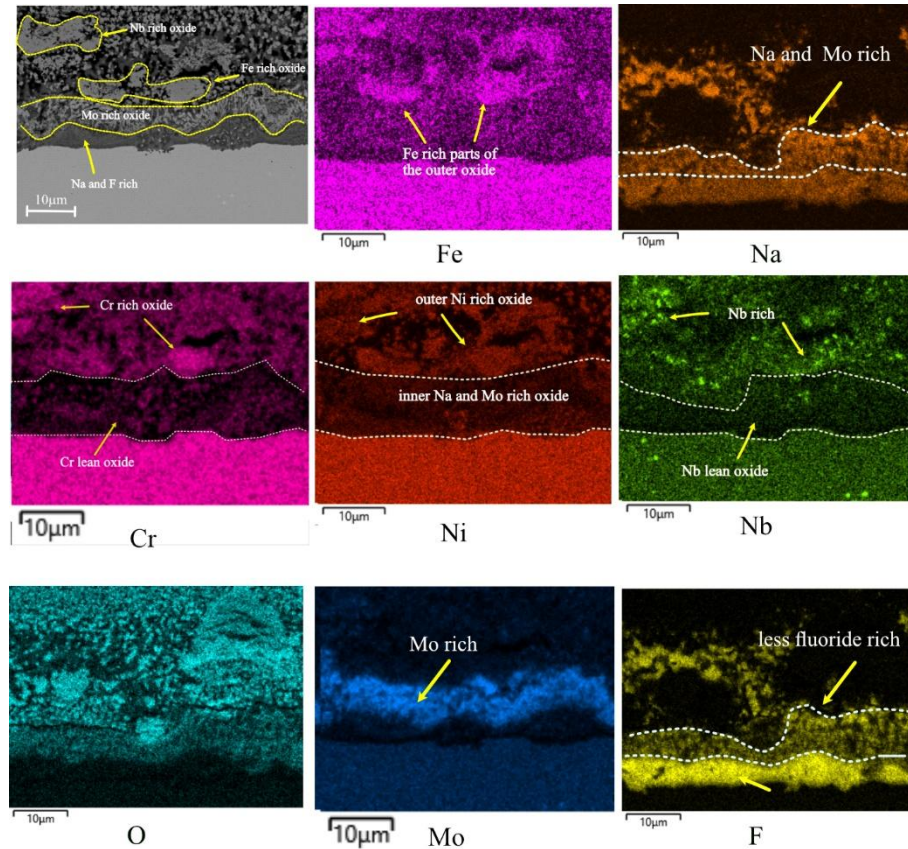 Nb rich oxide
Fe rich oxide
Mo rich oxide
Na and F rich
10µm
Fe rich parts of
the outer oxide
10µm
Fe
Na and Mo rich
10µm
Na
Cr rich oxide
Cr lean oxide
10µm
Cr
outer Ni rich oxide
inner Na and Mo rich oxide
10µm
Ni
Nb rich
Nb lean oxide
10µm
Nb
10µm
O
Mo rich
10µm
Mo
less fluoride rich
10µm
F